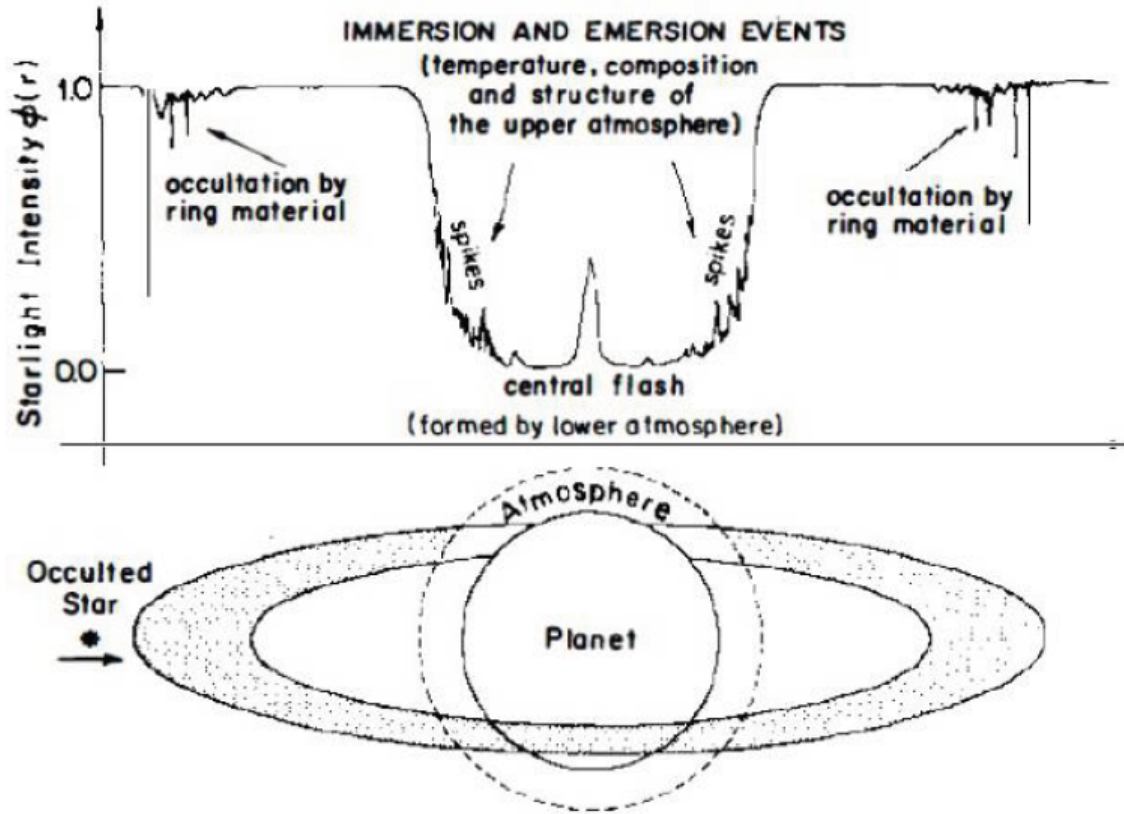 IMMERSION AND EMERSION EVENTS
(temperature, composition
and structure of
the upper atmosphere)
Starlight Intensity ϕ(r)
1.0
0.0
occultation by
ring material
spikes
spikes
occultation by
ring material
central flash
(formed by lower atmosphere)
Atmosphere
Occulted
Star
Planet